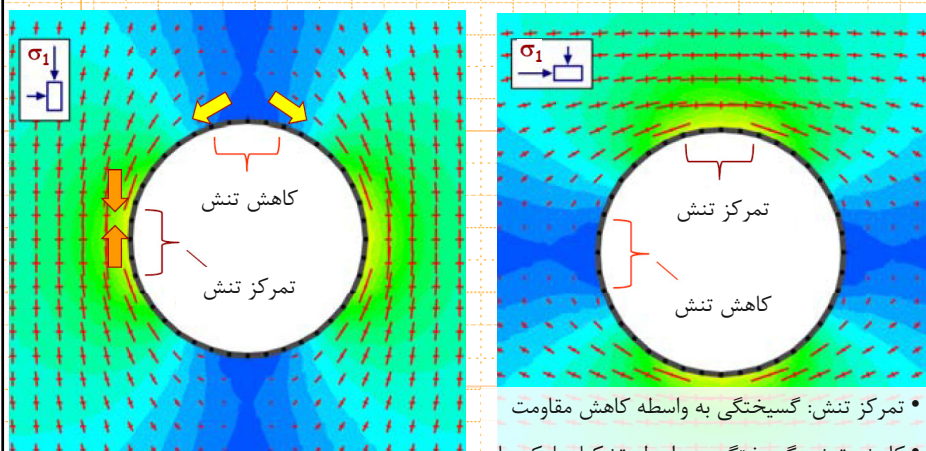 σ1
کاهش تنش
تمرکز تنش
σ1
تمرکز تنش
کاهش تنش
• تمرکز تنش: گسیختگی به واسطه کاهش مقاومت